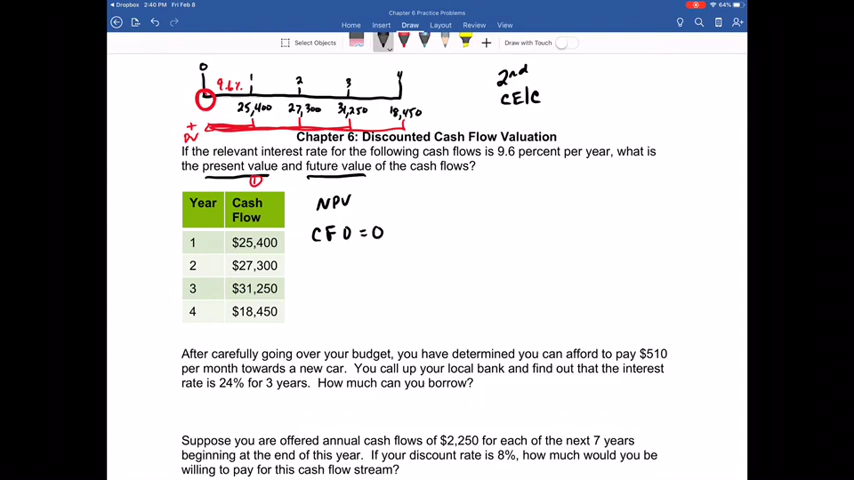 Dropbox 2:40 PM Fri Feb 8
64%
Chapter 6 Practice Problems
Home Insert Draw Layout Review View
Select Objects
Draw with Touch
0 9.6% 1 2 3 4
25,400 27,300 31,250 18,450
+
PV
2nd
CE/C
Chapter 6: Discounted Cash Flow Valuation
If the relevant interest rate for the following cash flows is 9.6 percent per year, what is
the present value and future value of the cash flows?
1
Year Cash
Flow
1 $25,400
2 $27,300
3 $31,250
4 $18,450
NPV
CF0 = 0
After carefully going over your budget, you have determined you can afford to pay $510
per month towards a new car. You call up your local bank and find out that the interest
rate is 24% for 3 years. How much can you borrow?
Suppose you are offered annual cash flows of $2,250 for each of the next 7 years
beginning at the end of this year. If your discount rate is 8%, how much would you be
willing to pay for this cash flow stream?